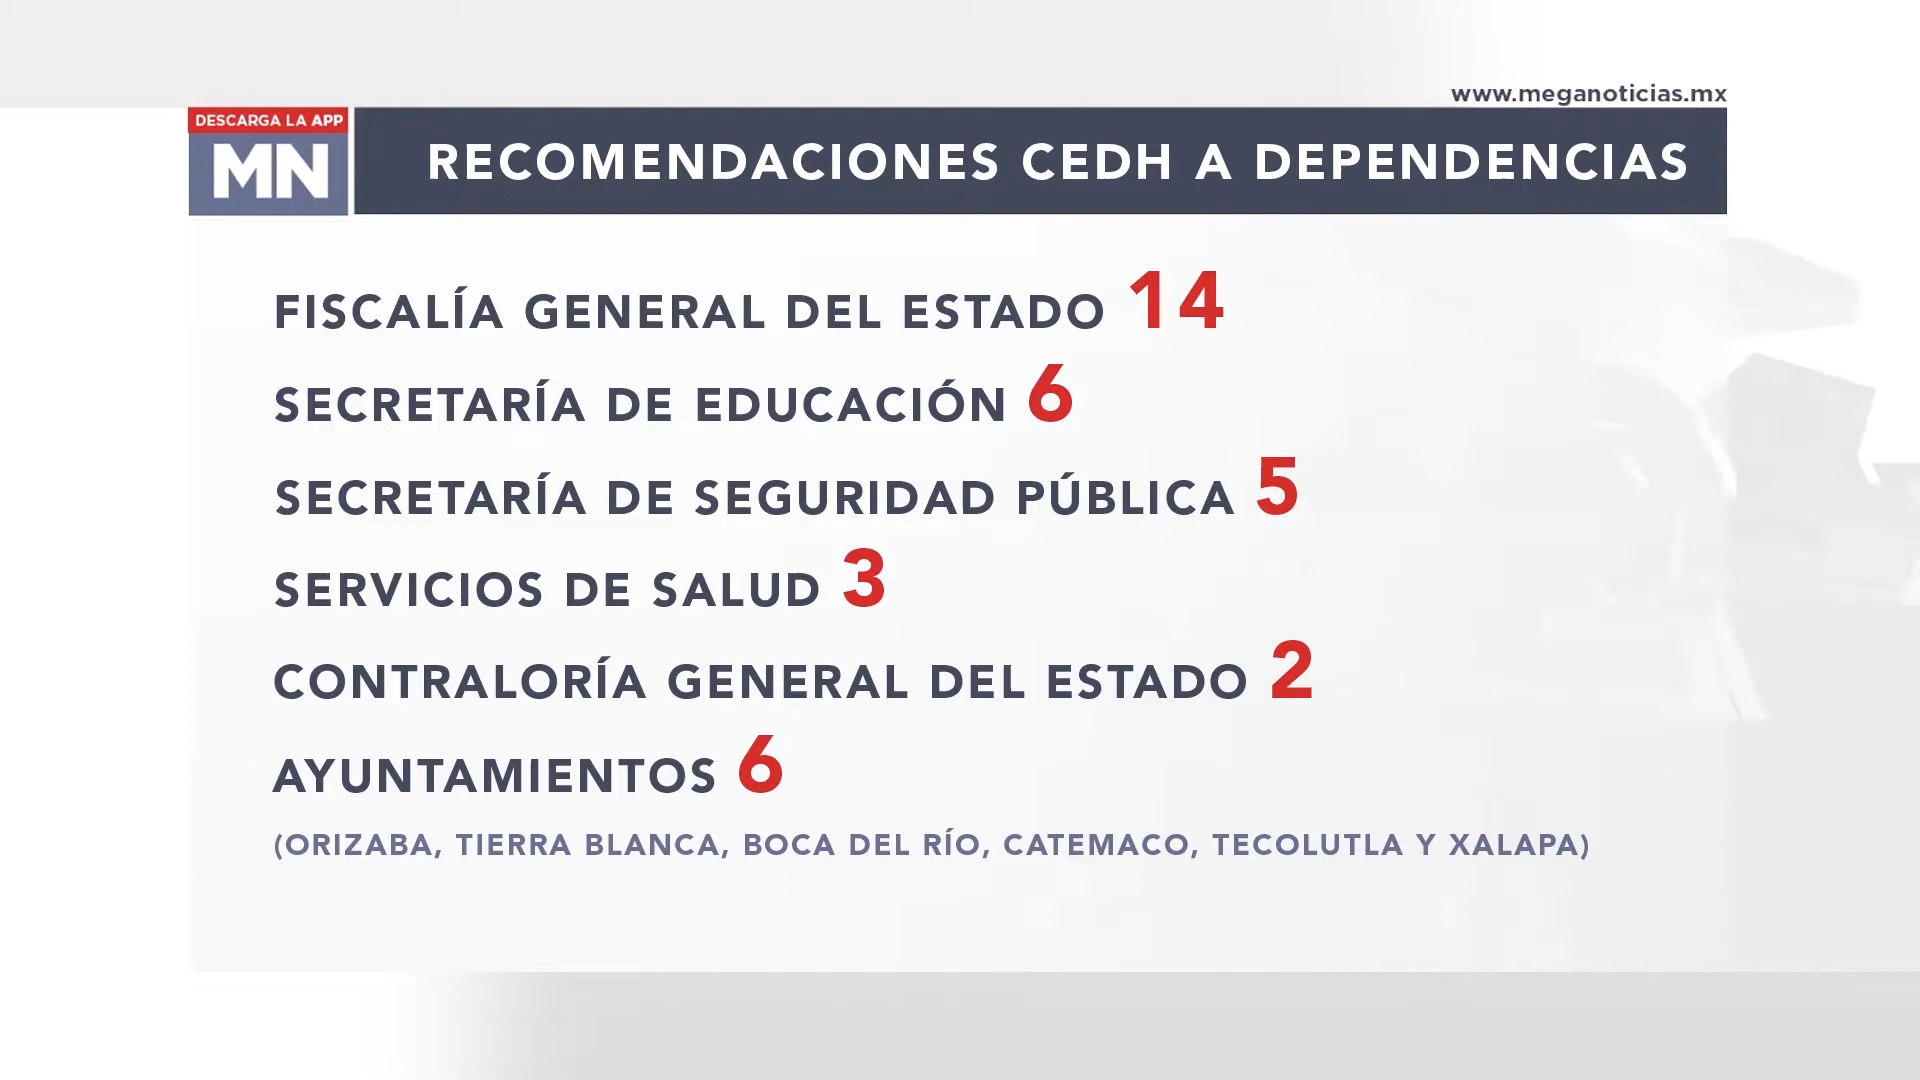 www.meganoticias.mx
DESCARGA LA APP
MN
RECOMENDACIONES CEDH A DEPENDENCIAS
FISCALÍA GENERAL DEL ESTADO 14
SECRETARÍA DE EDUCACIÓN 6
SECRETARÍA DE SEGURIDAD PÚBLICA 5
SERVICIOS DE SALUD 3
CONTRALORÍA GENERAL DEL ESTADO 2
AYUNTAMIENTOS 6
(ORIZABA, TIERRA BLANCA, BOCA DEL RÍO, CATEMACO, TECOLUTLA Y XALAPA)